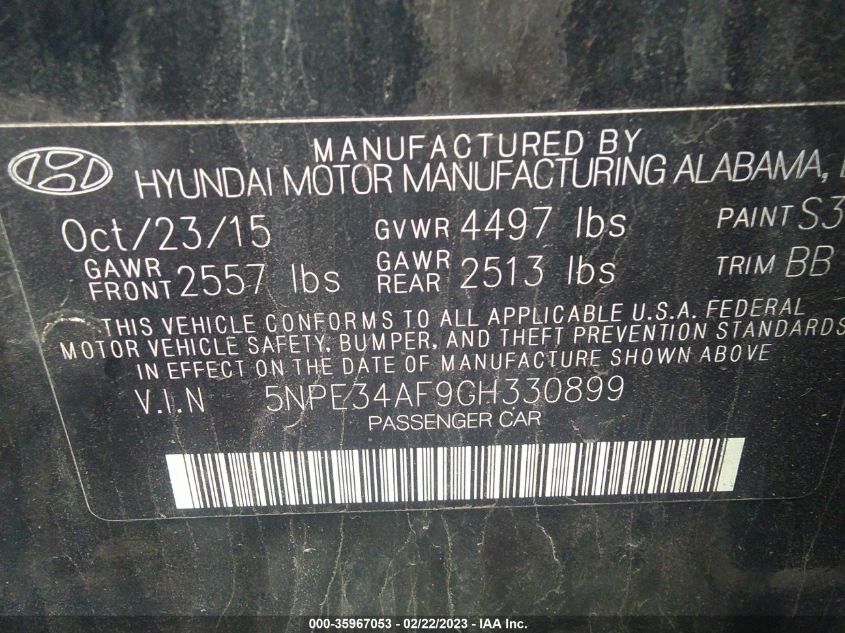 MANUFACTURED BY
HYUNDAI MOTOR MANUFACTURING ALABAMA,
Oct/23/15 GVWR 4497 lbs PAINT S3
GAWR FRONT 2557 lbs GAWR REAR 2513 lbs TRIM BB
THIS VEHICLE CONFORMS TO ALL APPLICABLE U.S.A. FEDERAL
MOTOR VEHICLE SAFETY, BUMPER, AND THEFT PREVENTION STANDARDS
IN EFFECT ON THE DATE OF MANUFACTURE SHOWN ABOVE
V.I.N 5NPE34AF9GH330899
PASSENGER CAR
000-35967053 - 02/22/2023 - IAA Inc.